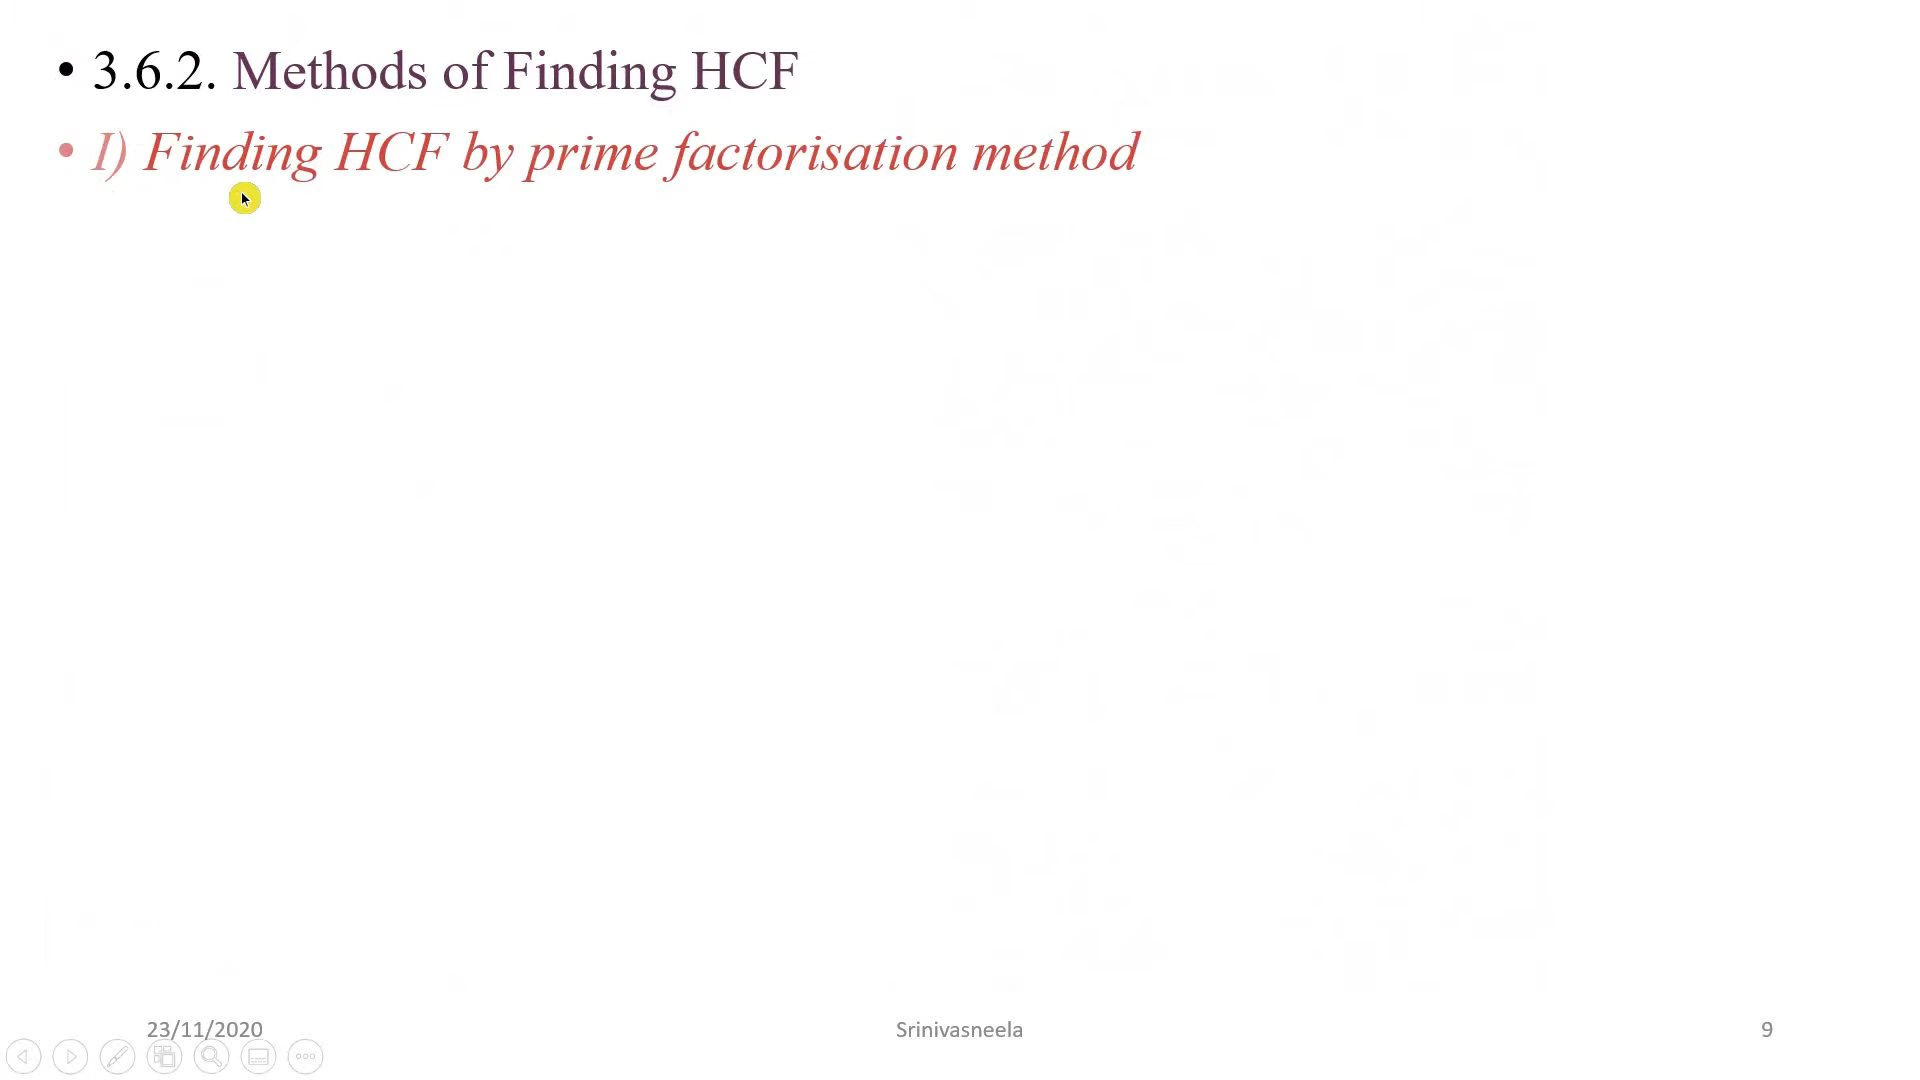 • 3.6.2. Methods of Finding HCF
• I) Finding HCF by prime factorisation method
23/11/2020
Srinivasneela
9